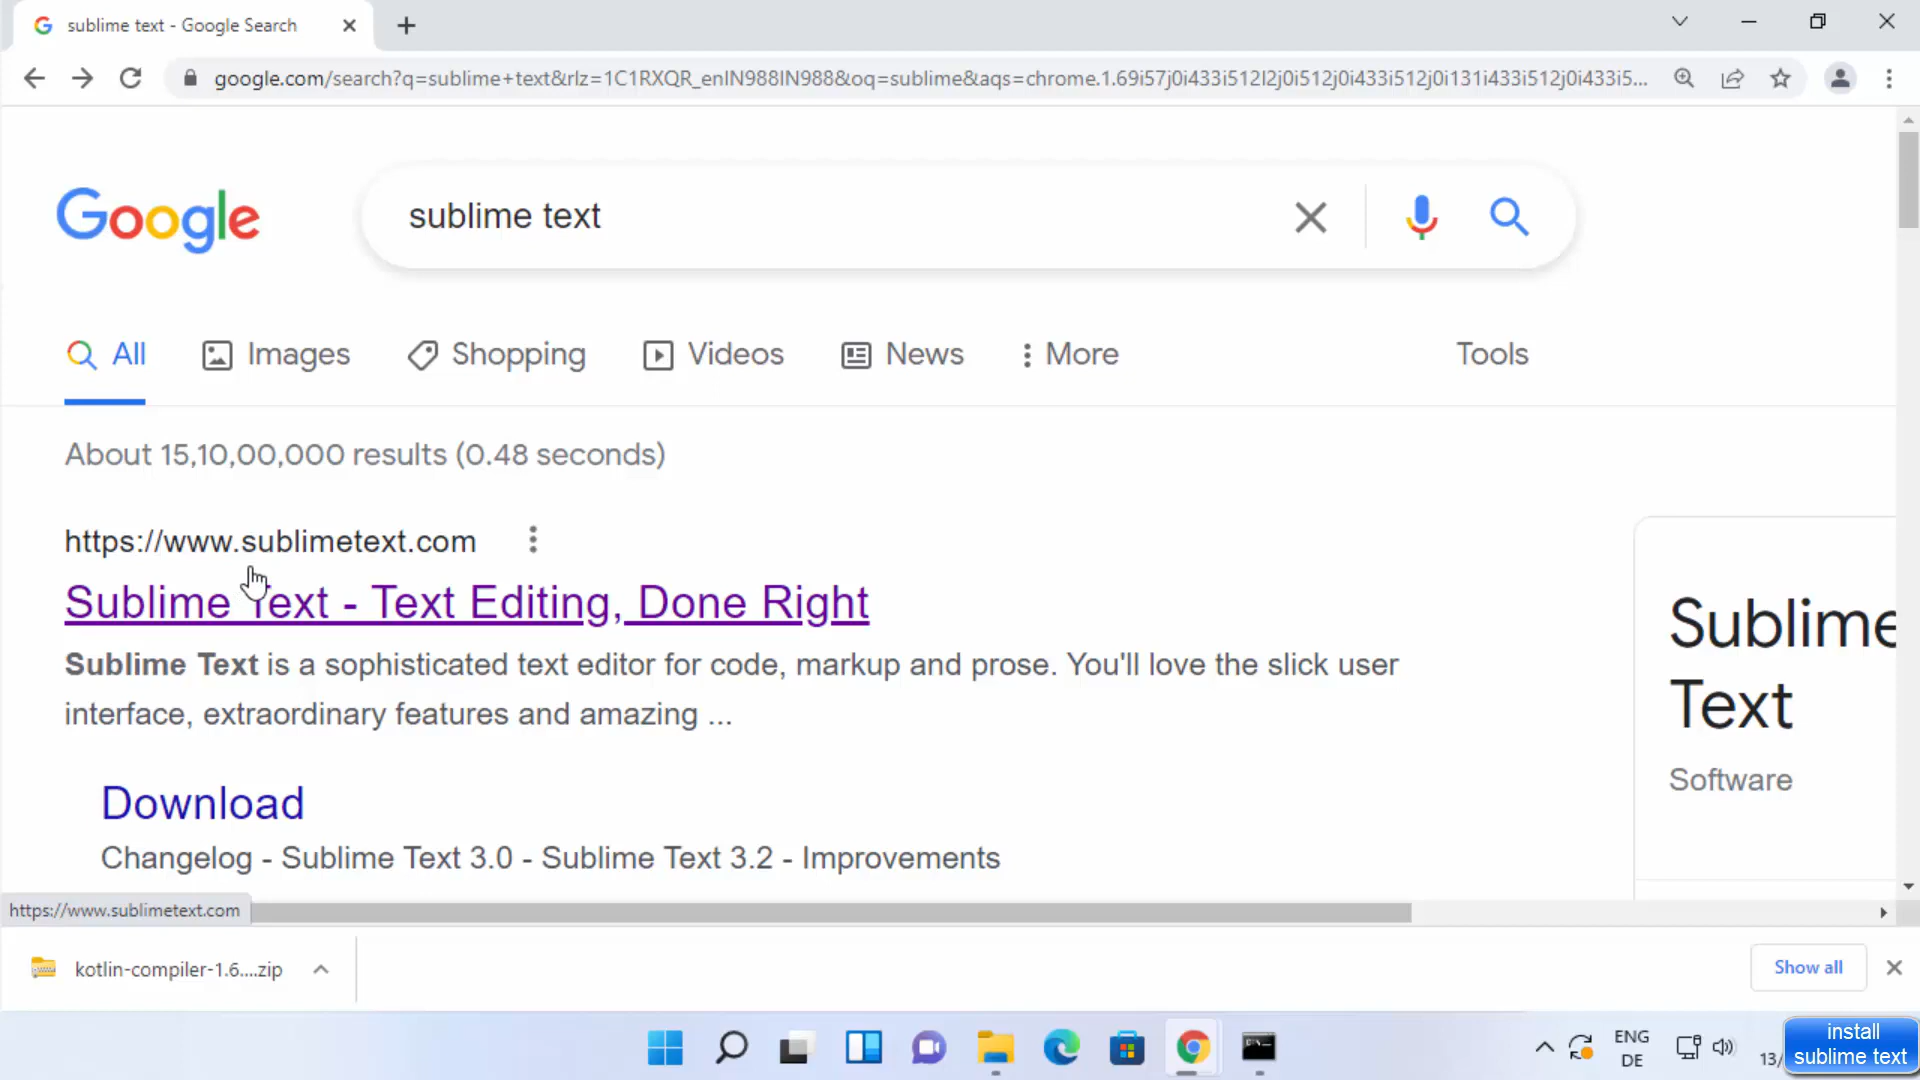 sublime text - Google Search
google.com/search?q=sublime+text&rlz=1C1RXQR_enIN988IN988&oq=sublime&aqs=chrome.1.69i57j0i433i512l2j0i512j0i433i512j0i131i433i512j0i433i5...
Google
sublime text
All Images Shopping Videos News More Tools
About 15,10,00,000 results (0.48 seconds)
https://www.sublimetext.com
Sublime Text - Text Editing, Done Right
Sublime Text is a sophisticated text editor for code, markup and prose. You'll love the slick user
interface, extraordinary features and amazing ...
Download
Changelog - Sublime Text 3.0 - Sublime Text 3.2 - Improvements
Sublime
Text
Software
https://www.sublimetext.com
kotlin-compiler-1.6....zip
Show all
ENG
DE
13/
install
sublime text